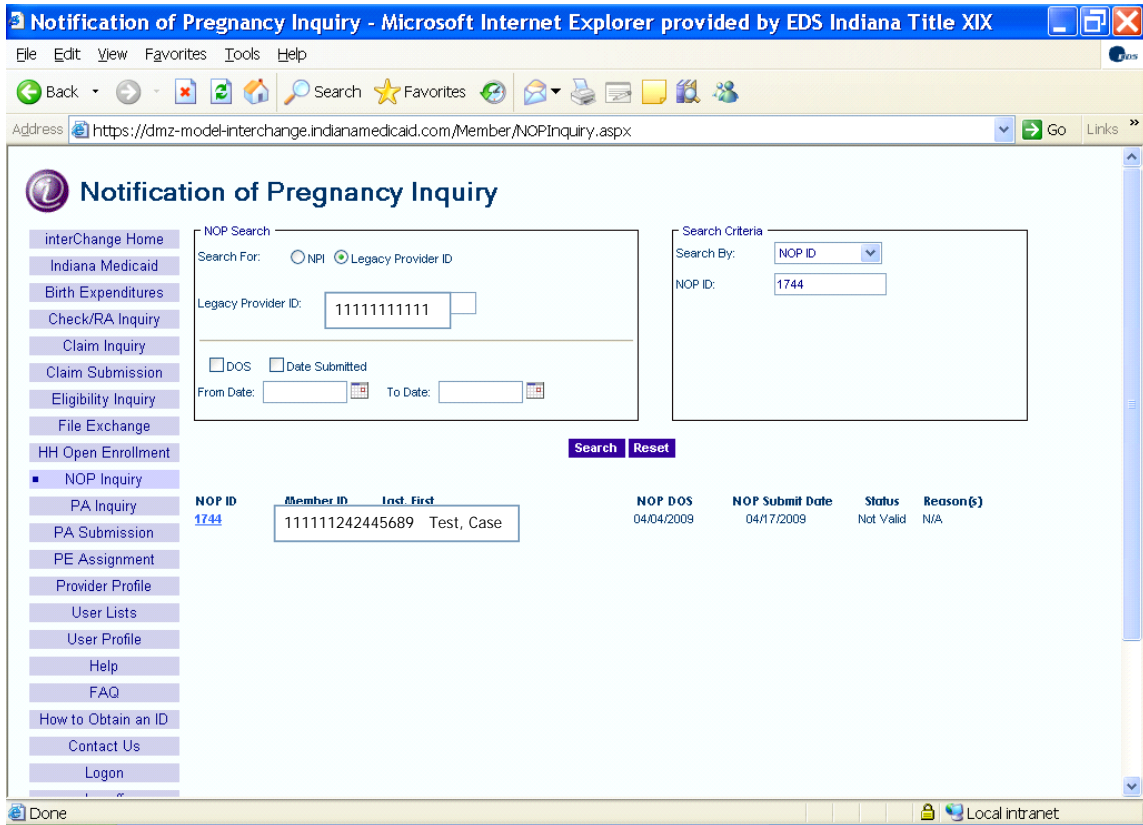 Notification of Pregnancy Inquiry - Microsoft Internet Explorer provided by EDS Indiana Title XIX
File Edit View Favorites Tools Help
Back Search Favorites
Address https://dmz-model-interchange.indianamedicaid.com/Member/NOPInquiry.aspx Go Links »
Notification of Pregnancy Inquiry
interChange Home
Indiana Medicaid
Birth Expenditures
Check/RA Inquiry
Claim Inquiry
Claim Submission
Eligibility Inquiry
File Exchange
HH Open Enrollment
NOP Inquiry
PA Inquiry
PA Submission
PE Assignment
Provider Profile
User Lists
User Profile
Help
FAQ
How to Obtain an ID
Contact Us
Logon
NOP Search
Search For: NPI Legacy Provider ID
Legacy Provider ID: 11111111111
DOS Date Submitted
From Date: To Date:
Search Criteria
Search By: NOP ID
NOP ID: 1744
Search Reset
NOP ID Member ID Last, First NOP DOS NOP Submit Date Status Reason(s)
1744 111111242445689 Test, Case 04/04/2009 04/17/2009 Not Valid N/A
Done Local intranet